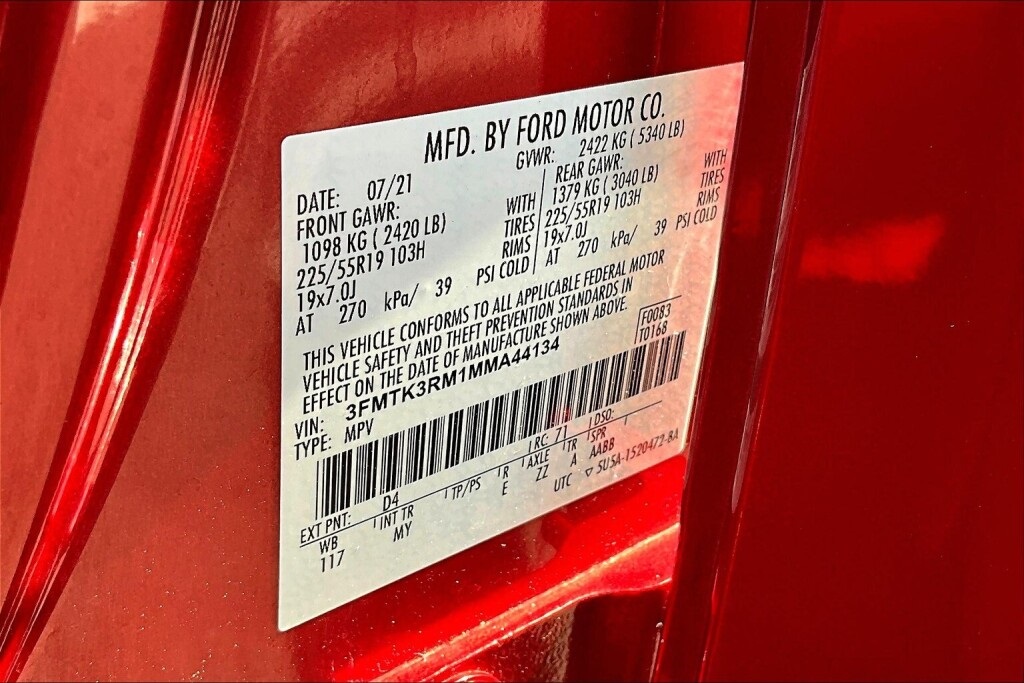 MFD. BY FORD MOTOR CO.
DATE: 07/21
GVWR: 2422 KG ( 5340 LB)
FRONT GAWR:
1098 KG ( 2420 LB) WITH
225/55R19 103H TIRES
19x7.0J RIMS
AT 270 kPa/ 39 PSI COLD
REAR GAWR:
1379 KG ( 3040 LB) WITH
225/55R19 103H TIRES
19x7.0J RIMS
AT 270 kPa/ 39 PSI COLD
THIS VEHICLE CONFORMS TO ALL APPLICABLE FEDERAL MOTOR
VEHICLE SAFETY AND THEFT PREVENTION STANDARDS IN
EFFECT ON THE DATE OF MANUFACTURE SHOWN ABOVE.
VIN: 3FMTK3RM1MMA44134
TYPE: MPV
F0083
T0168
EXT PNT: D4 RC: 71 DSO:
WB INT TR TP/PS R AXLE TR SPR
117 MY E ZZ A AABB
UTC ▽ 5U5A-1520472-BA